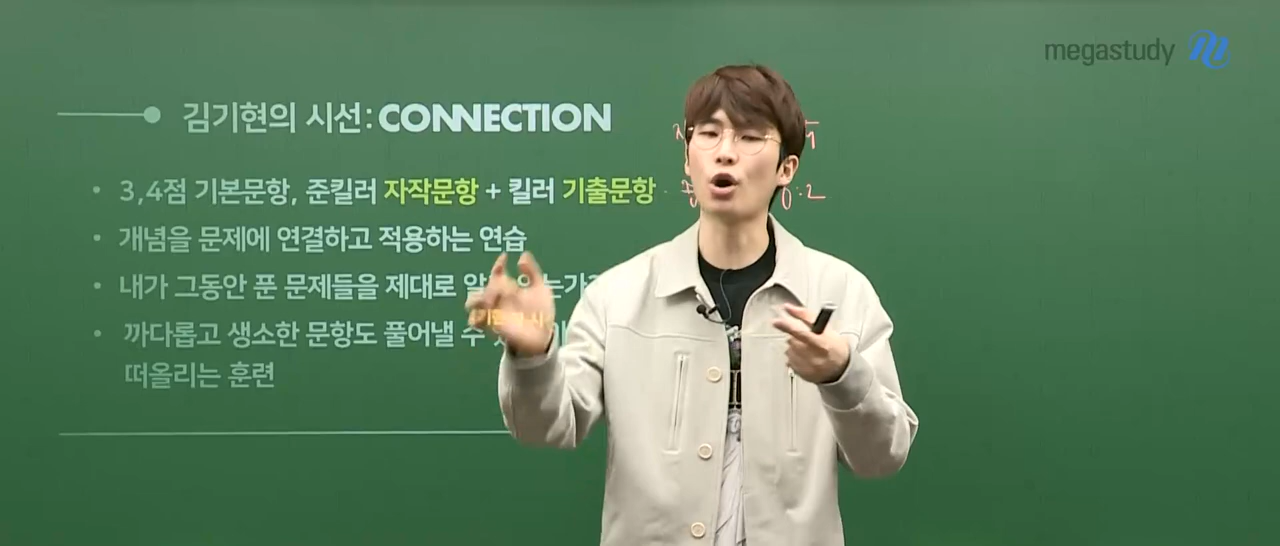 megastudy
김기현의 시선: CONNECTION
• 3,4점 기본문항, 준킬러 자작문항 + 킬러 기출문항
• 개념을 문제에 연결하고 적용하는 연습
• 내가 그동안 푼 문제들을 제대로
• 까다롭고 생소한 문항도 풀어낼 수
떠올리는 훈련